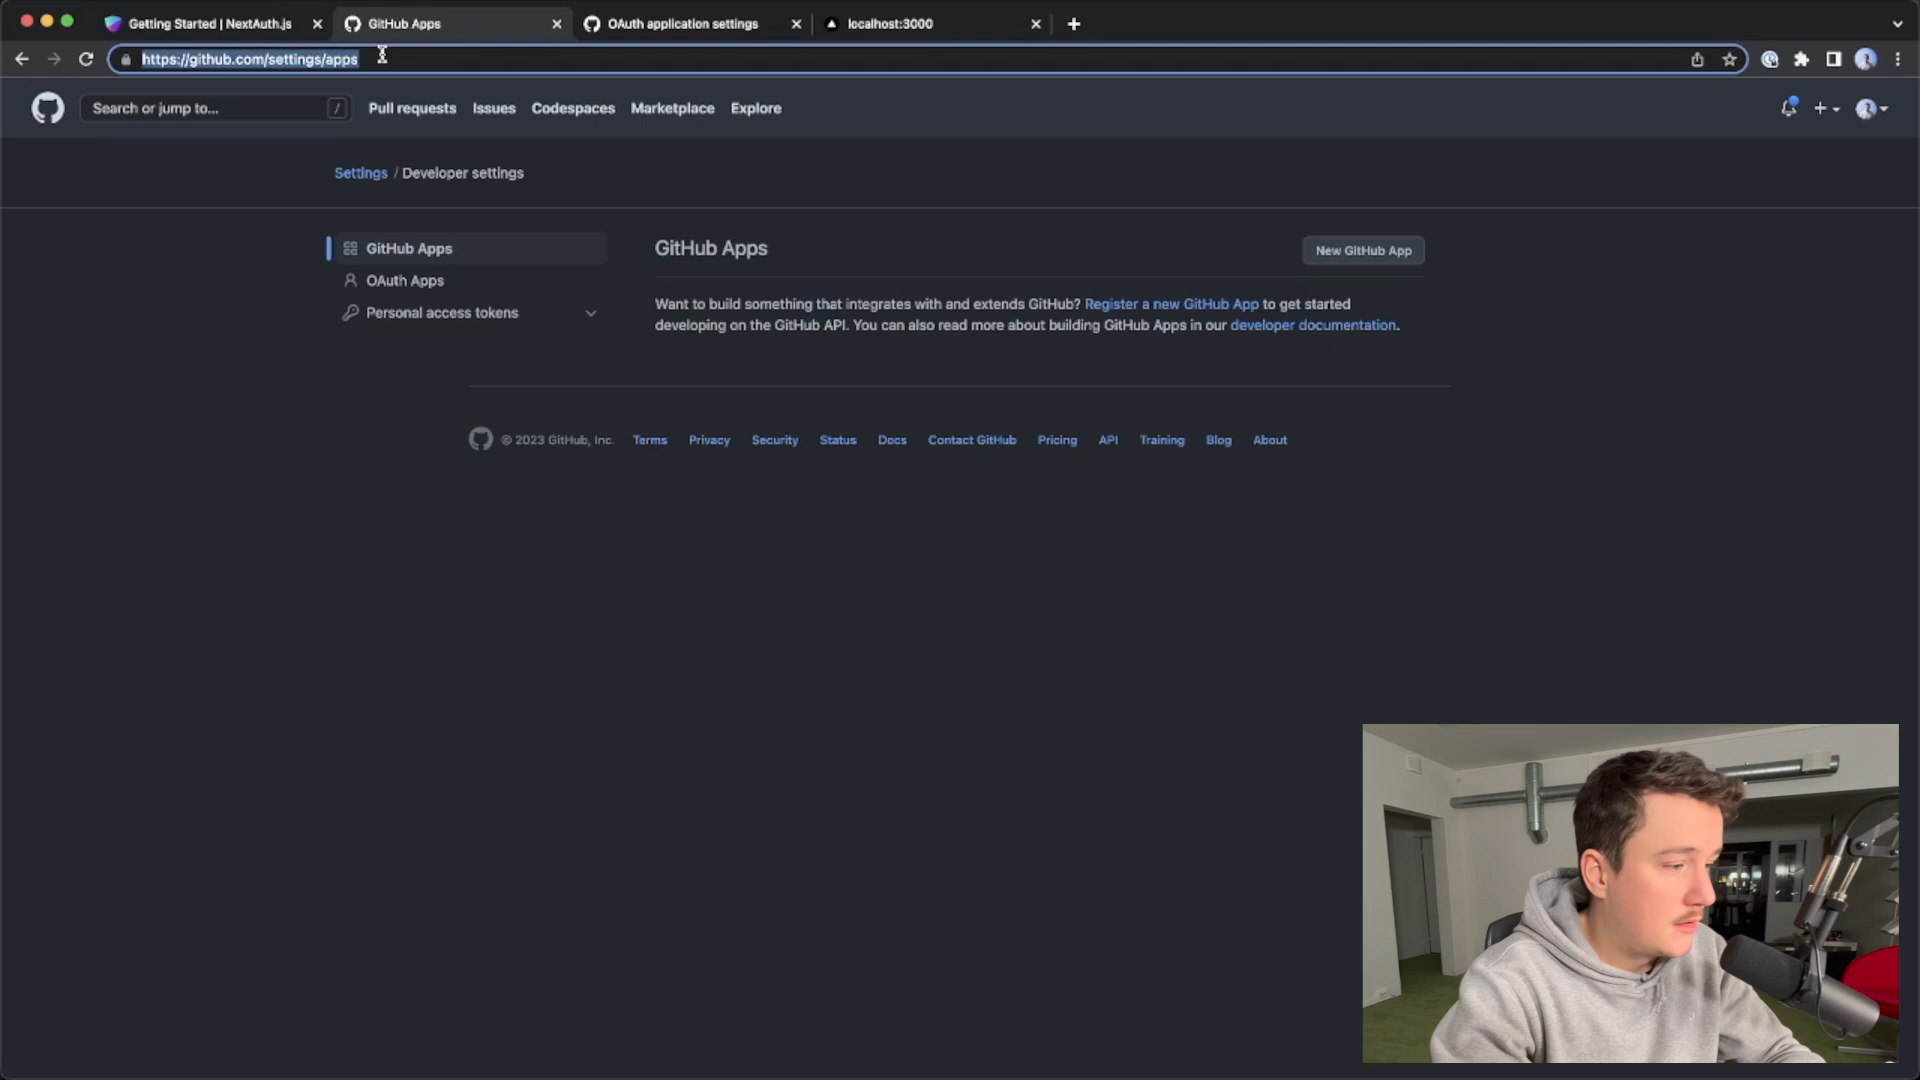 Getting Started | NextAuth.js
GitHub Apps
OAuth application settings
localhost:3000
https://github.com/settings/apps
Search or jump to...
/
Pull requests
Issues
Codespaces
Marketplace
Explore
Settings / Developer settings
GitHub Apps
OAuth Apps
Personal access tokens
GitHub Apps
New GitHub App
Want to build something that integrates with and extends GitHub? Register a new GitHub App to get started
developing on the GitHub API. You can also read more about building GitHub Apps in our developer documentation.
© 2023 GitHub, Inc.
Terms
Privacy
Security
Status
Docs
Contact GitHub
Pricing
API
Training
Blog
About